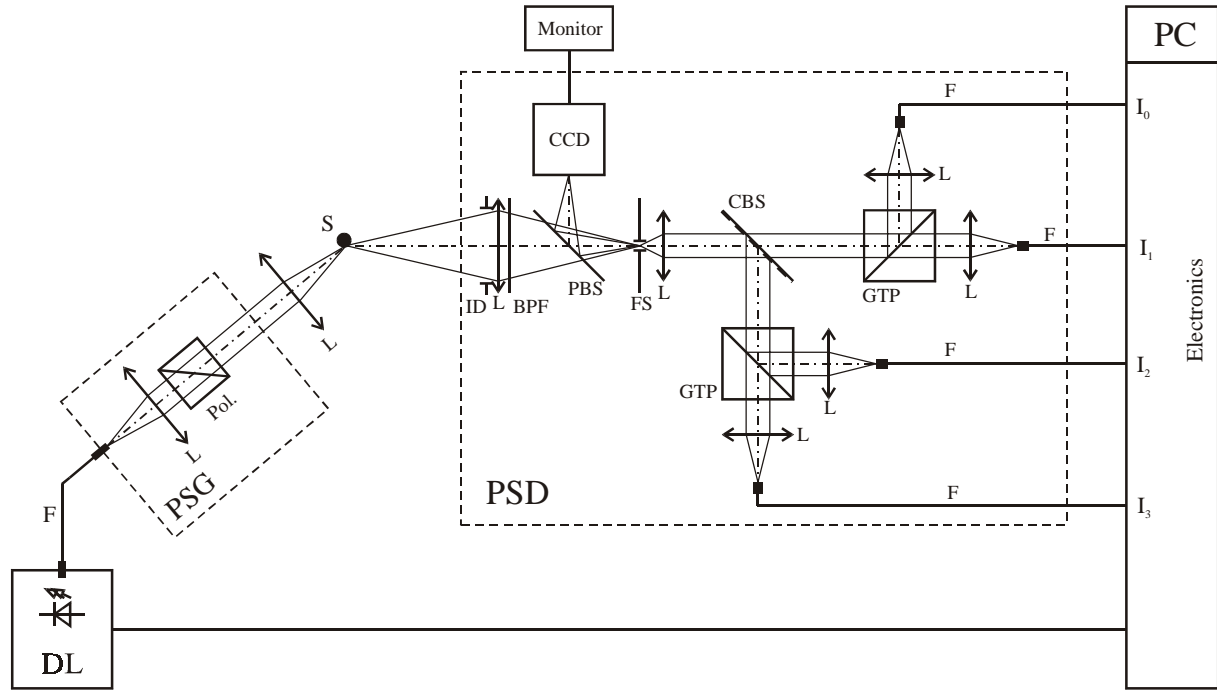 Monitor
PC
CCD
F
I₀
L
S
CBS
F
I₁
ID
L
BPF
PBS
FS
L
GTP
L
Electronics
L
F
I₂
GTP
L
Pol.
L
L
PSG
PSD
F
I₃
F
DL